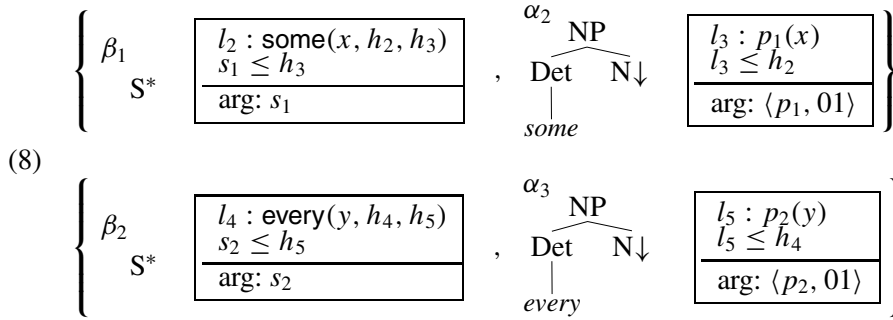 β₁ S* l₂ : some(x, h₂, h₃)
s₁ ≤ h₃
arg: s₁
,
α₂
NP
Det N↓
some
l₃ : p₁(x)
l₃ ≤ h₂
arg: ⟨p₁, 01⟩
(8)
β₂ S* l₄ : every(y, h₄, h₅)
s₂ ≤ h₅
arg: s₂
,
α₃
NP
Det N↓
every
l₅ : p₂(y)
l₅ ≤ h₄
arg: ⟨p₂, 01⟩